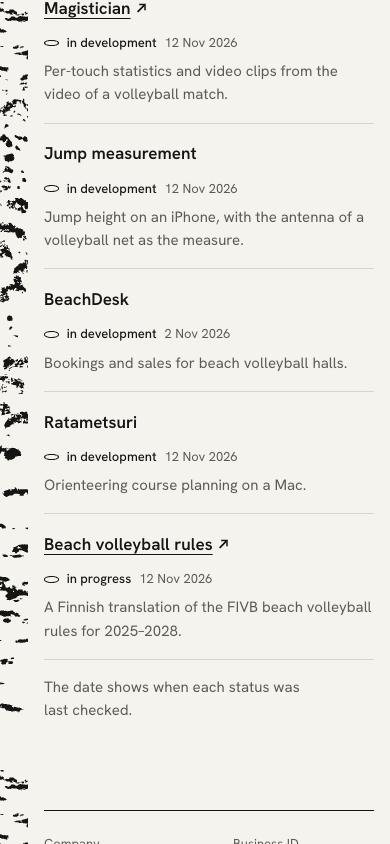 Magistician ↗
in development 12 Nov 2026
Per-touch statistics and video clips from the
video of a volleyball match.
Jump measurement
in development 12 Nov 2026
Jump height on an iPhone, with the antenna of a
volleyball net as the measure.
BeachDesk
in development 2 Nov 2026
Bookings and sales for beach volleyball halls.
Ratametsuri
in development 12 Nov 2026
Orienteering course planning on a Mac.
Beach volleyball rules ↗
in progress 12 Nov 2026
A Finnish translation of the FIVB beach volleyball
rules for 2025–2028.
The date shows when each status was
last checked.
Company Business ID